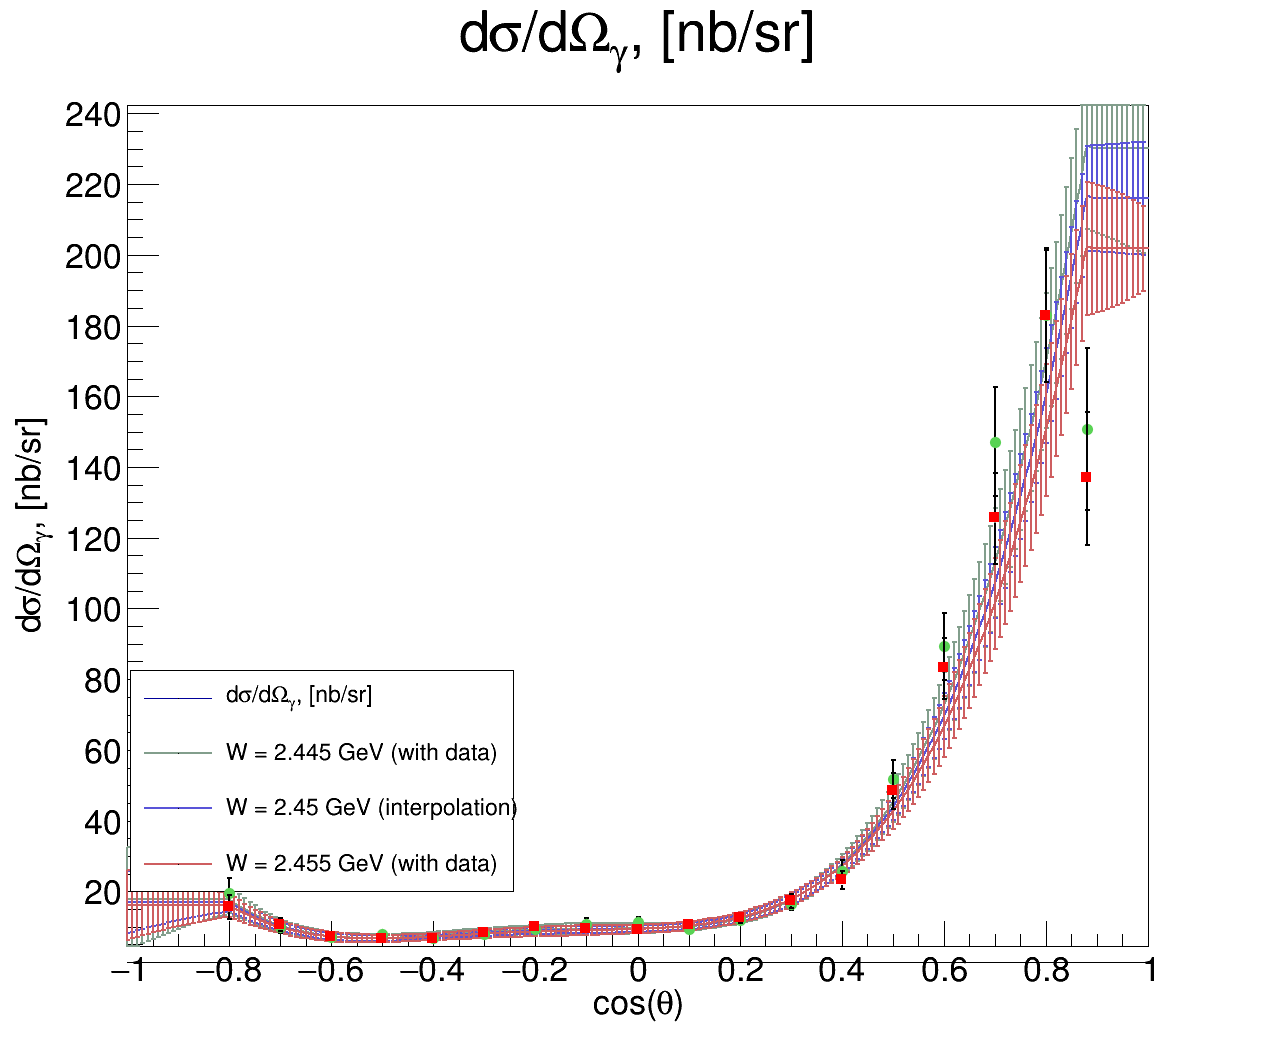 dσ/dΩγ, [nb/sr]
dσ/dΩγ, [nb/sr]
240
220
200
180
160
140
120
100
80
60
40
20
dσ/dΩγ, [nb/sr]
W = 2.445 GeV (with data)
W = 2.45 GeV (interpolation)
W = 2.455 GeV (with data)
−1 −0.8 −0.6 −0.4 −0.2 0 0.2 0.4 0.6 0.8 1
cos(θ)